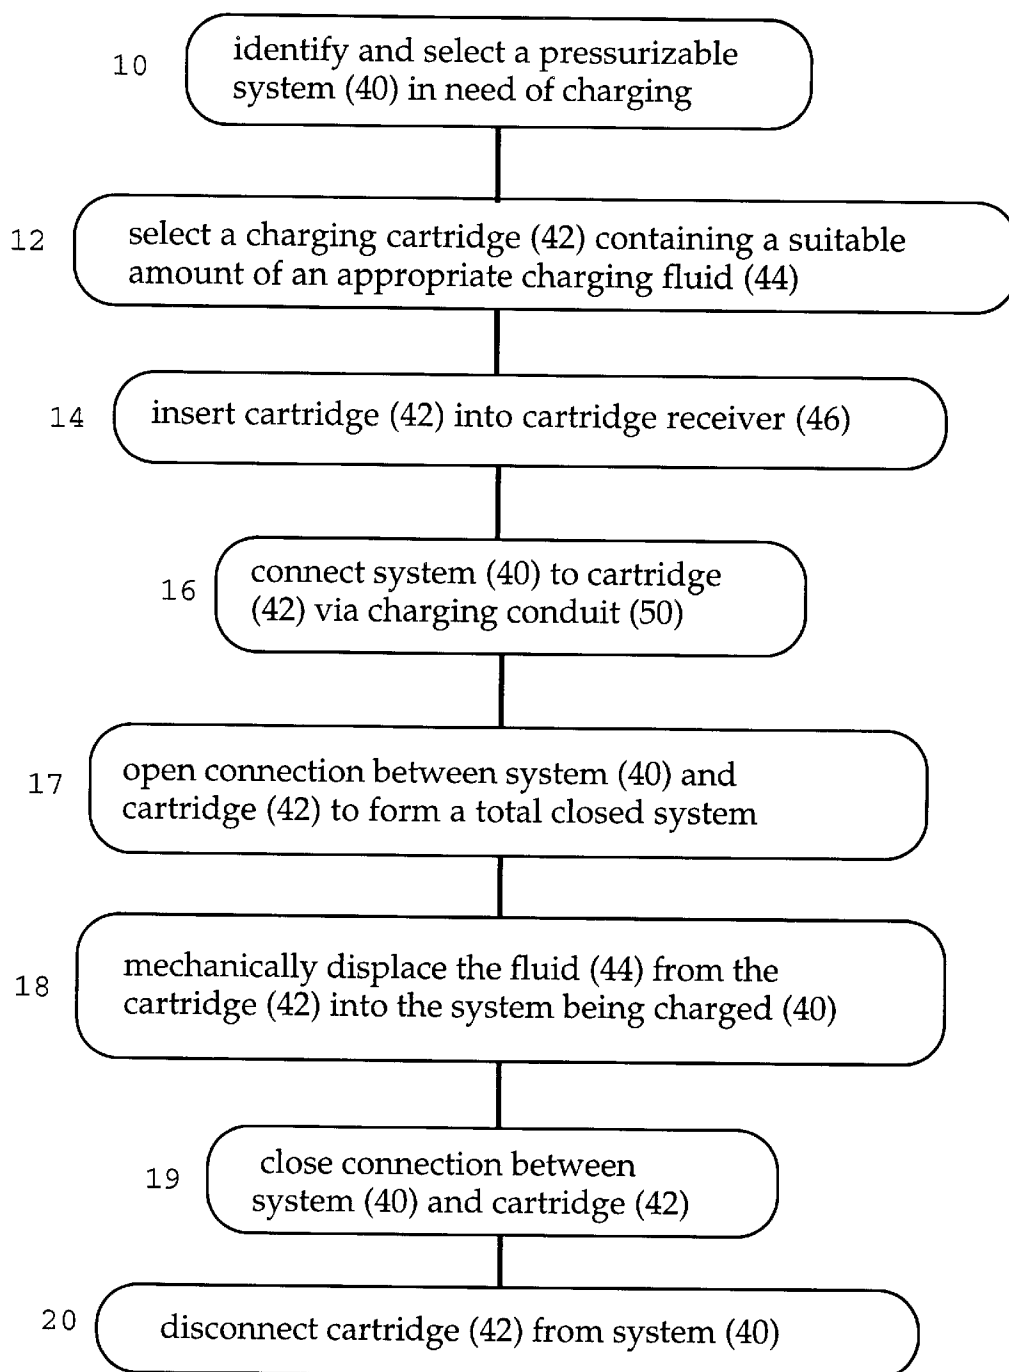 10
identify and select a pressurizable
system (40) in need of charging
12
select a charging cartridge (42) containing a suitable
amount of an appropriate charging fluid (44)
14
insert cartridge (42) into cartridge receiver (46)
16
connect system (40) to cartridge
(42) via charging conduit (50)
17
open connection between system (40) and
cartridge (42) to form a total closed system
18
mechanically displace the fluid (44) from the
cartridge (42) into the system being charged (40)
19
close connection between
system (40) and cartridge (42)
20
disconnect cartridge (42) from system (40)